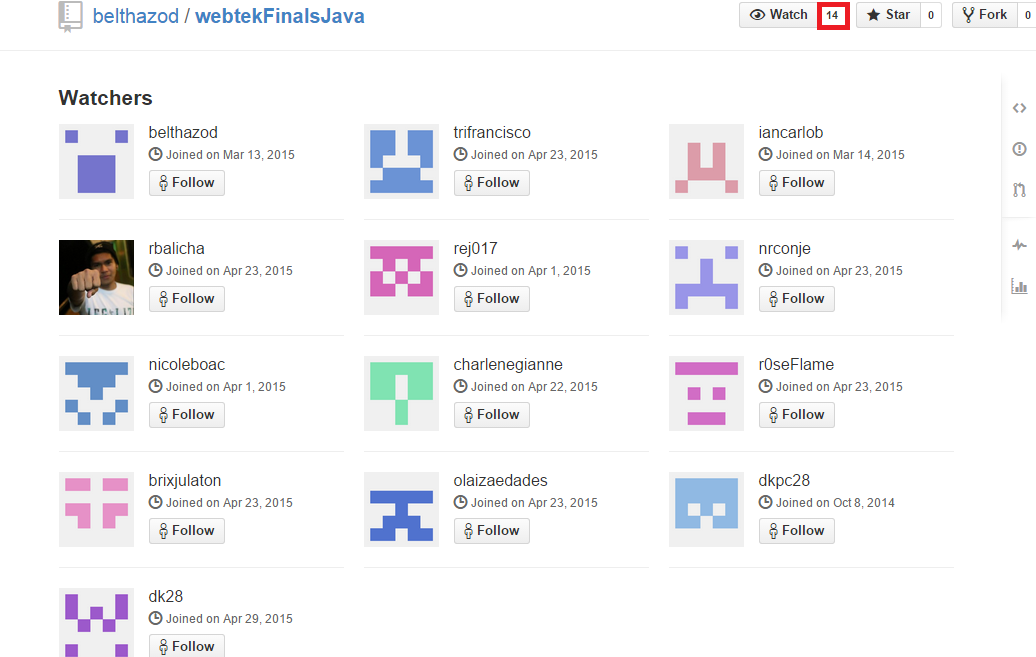 belthazod / webtekFinalsJava
Watch 14 Star 0 Fork 0
Watchers
belthazod
Joined on Mar 13, 2015
Follow
trifrancisco
Joined on Apr 23, 2015
Follow
iancarlob
Joined on Mar 14, 2015
Follow
rbalicha
Joined on Apr 23, 2015
Follow
rej017
Joined on Apr 1, 2015
Follow
nrconje
Joined on Apr 23, 2015
Follow
nicoleboac
Joined on Apr 1, 2015
Follow
charlenegianne
Joined on Apr 22, 2015
Follow
r0seFlame
Joined on Apr 23, 2015
Follow
brixjulaton
Joined on Apr 23, 2015
Follow
olaizaedades
Joined on Apr 23, 2015
Follow
dkpc28
Joined on Oct 8, 2014
Follow
dk28
Joined on Apr 29, 2015
Follow